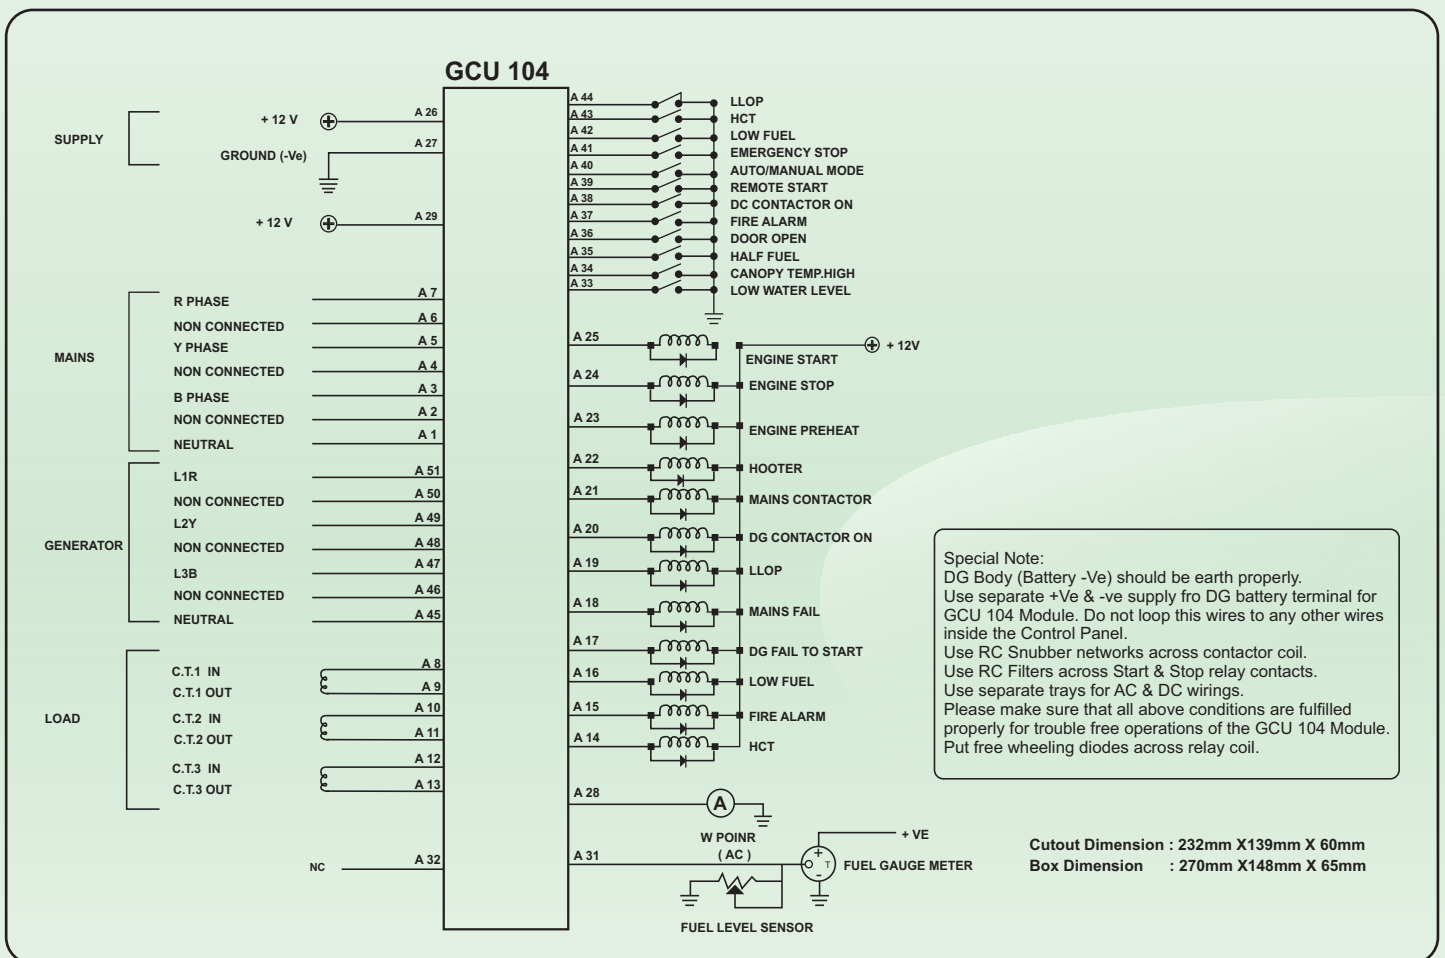 GCU 104
SUPPLY
+ 12 V
A 26
GROUND (-Ve)
A 27
+ 12 V
A 29
MAINS
R PHASE
A 7
NON CONNECTED
A 6
Y PHASE
A 5
NON CONNECTED
A 4
B PHASE
A 3
NON CONNECTED
A 2
NEUTRAL
A 1
GENERATOR
L1R
A 51
NON CONNECTED
A 50
L2Y
A 49
NON CONNECTED
A 48
L3B
A 47
NON CONNECTED
A 46
NEUTRAL
A 45
LOAD
C.T.1 IN
A 8
C.T.1 OUT
A 9
C.T.2 IN
A 10
C.T.2 OUT
A 11
C.T.3 IN
A 12
C.T.3 OUT
A 13
NC
A 32
A 44
LLOP
A 43
HCT
A 42
LOW FUEL
A 41
EMERGENCY STOP
A 40
AUTO/MANUAL MODE
A 39
REMOTE START
A 38
DC CONTACTOR ON
A 37
FIRE ALARM
A 36
DOOR OPEN
A 35
HALF FUEL
A 34
CANOPY TEMP.HIGH
A 33
LOW WATER LEVEL
A 25
+ 12V
ENGINE START
A 24
ENGINE STOP
A 23
ENGINE PREHEAT
A 22
HOOTER
A 21
MAINS CONTACTOR
A 20
DG CONTACTOR ON
A 19
LLOP
A 18
MAINS FAIL
A 17
DG FAIL TO START
A 16
LOW FUEL
A 15
FIRE ALARM
A 14
HCT
A 28
A
W POINR
( AC )
+ VE
A 31
+
T
-
FUEL GAUGE METER
FUEL LEVEL SENSOR
Special Note:
DG Body (Battery -Ve) should be earth properly.
Use separate +Ve & -ve supply fro DG battery terminal for
GCU 104 Module. Do not loop this wires to any other wires
inside the Control Panel.
Use RC Snubber networks across contactor coil.
Use RC Filters across Start & Stop relay contacts.
Use separate trays for AC & DC wirings.
Please make sure that all above conditions are fulfilled
properly for trouble free operations of the GCU 104 Module.
Put free wheeling diodes across relay coil.
Cutout Dimension : 232mm X139mm X 60mm
Box Dimension : 270mm X148mm X 65mm